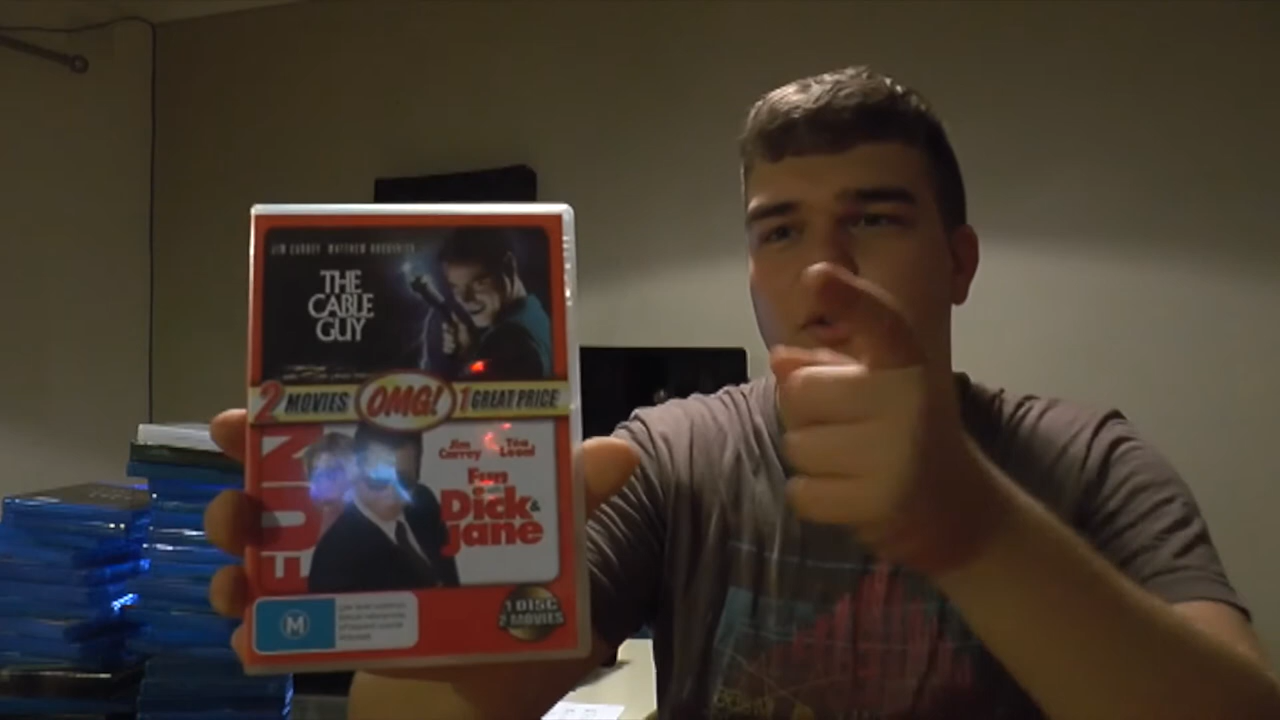 JIM CARREY MATTHEW BRODERICK
THE
CABLE
GUY
2 MOVIES OMG! 1 GREAT PRICE
FUN
Jim Carrey Téa Leoni
Fun
with
Dick &
Jane
M
1 DISC
2 MOVIES